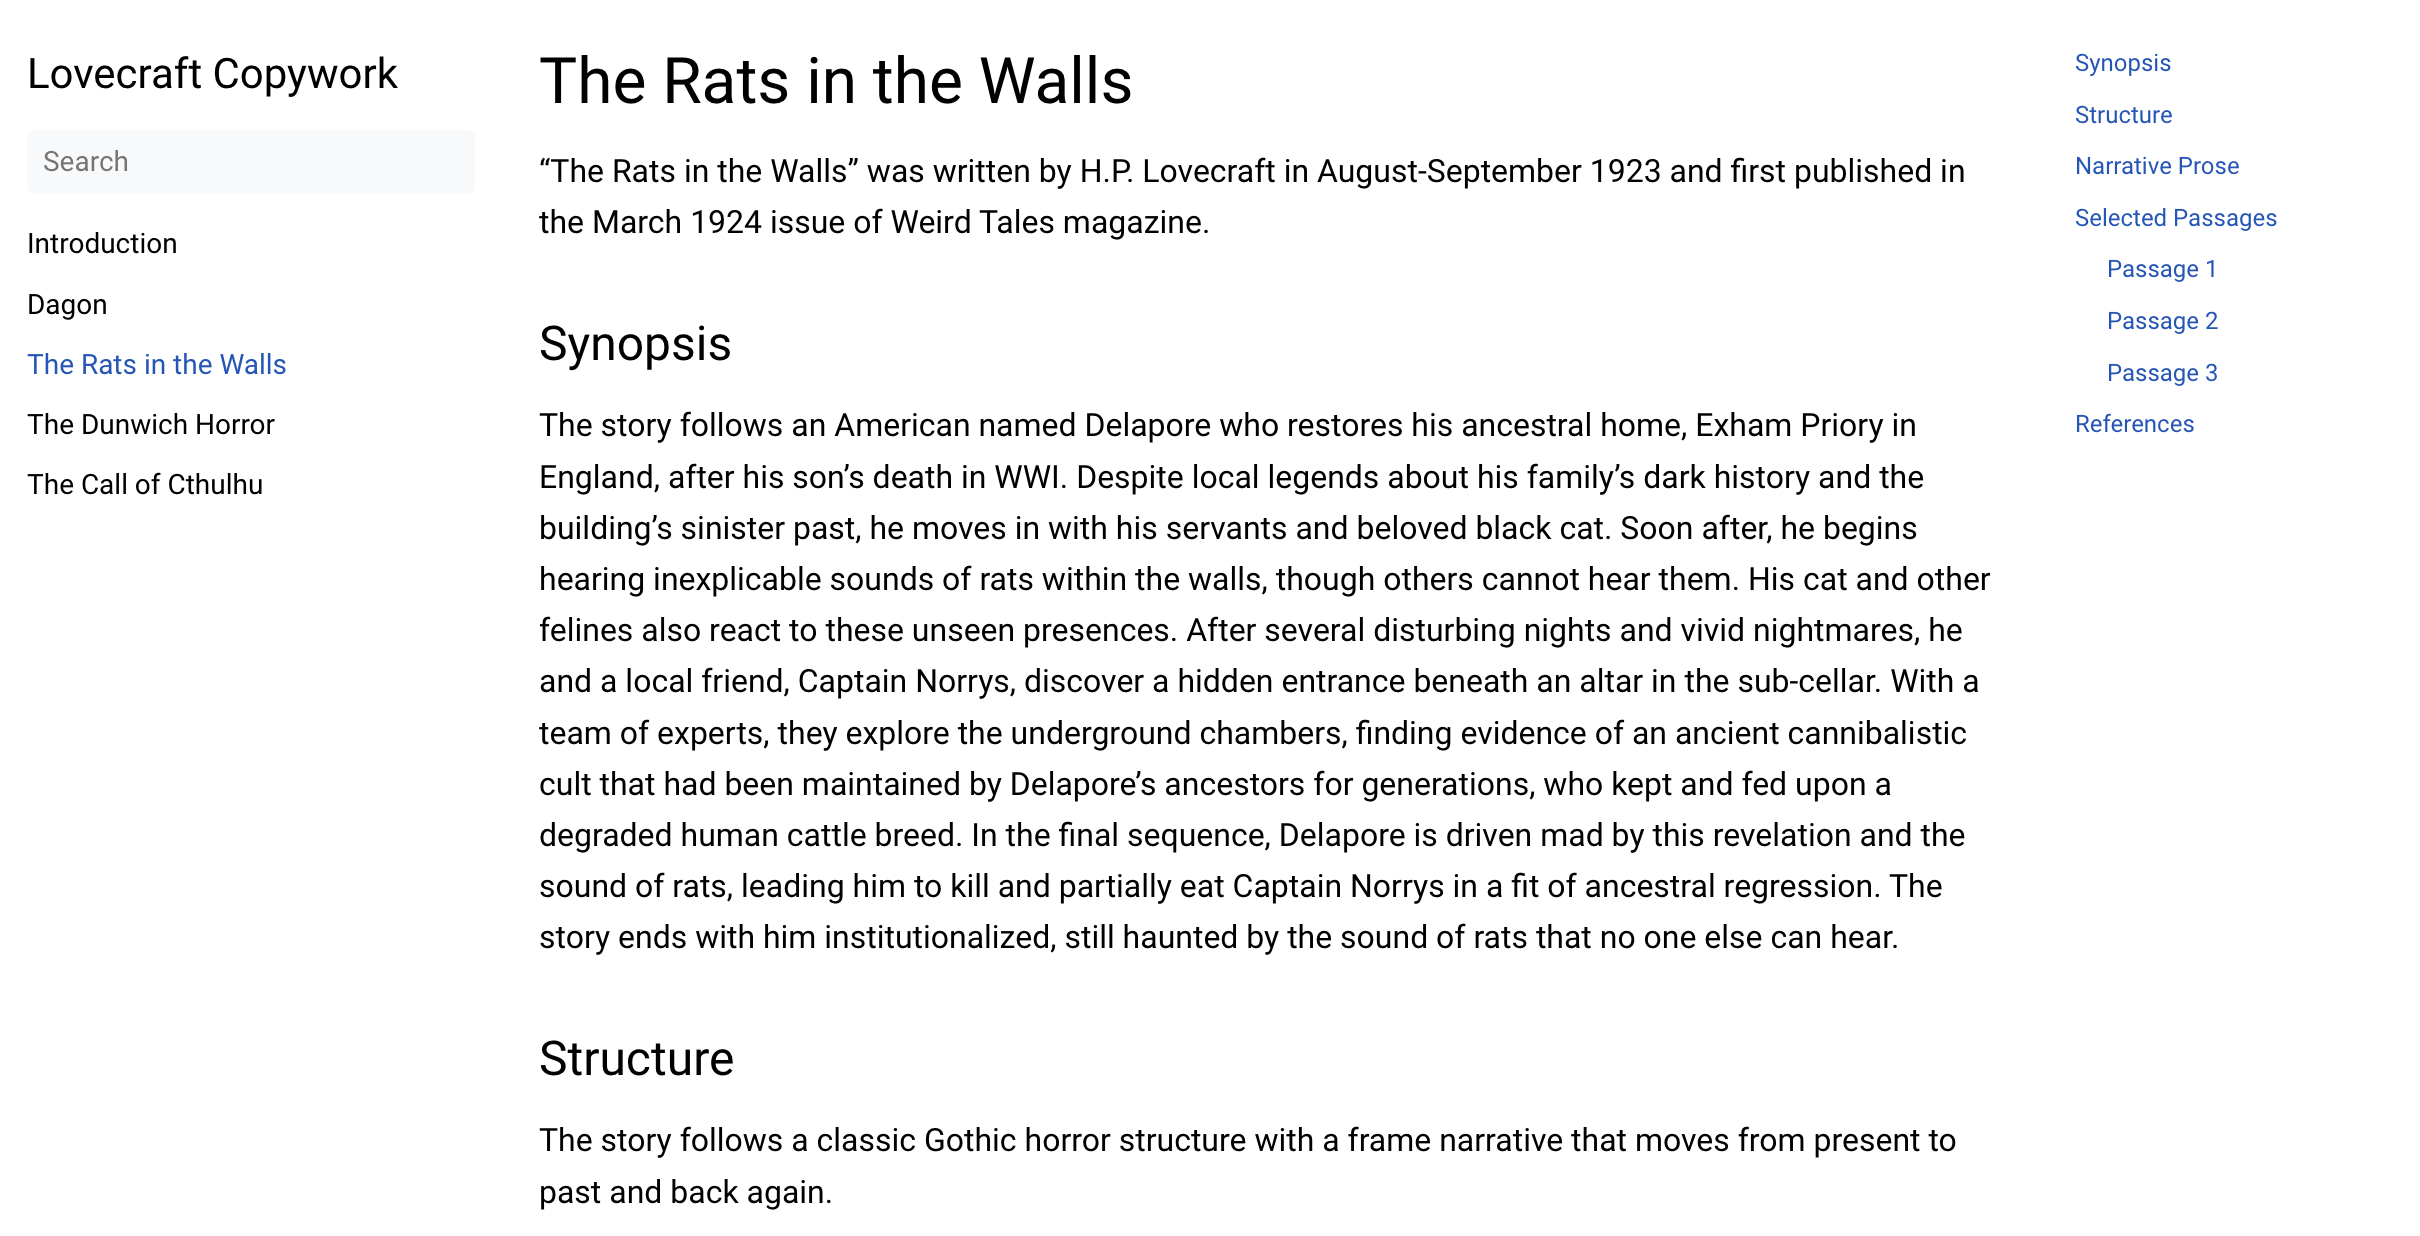 Lovecraft Copywork
Search
Introduction
Dagon
The Rats in the Walls
The Dunwich Horror
The Call of Cthulhu
The Rats in the Walls
“The Rats in the Walls” was written by H.P. Lovecraft in August-September 1923 and first published in
the March 1924 issue of Weird Tales magazine.
Synopsis
The story follows an American named Delapore who restores his ancestral home, Exham Priory in
England, after his son’s death in WWI. Despite local legends about his family’s dark history and the
building’s sinister past, he moves in with his servants and beloved black cat. Soon after, he begins
hearing inexplicable sounds of rats within the walls, though others cannot hear them. His cat and other
felines also react to these unseen presences. After several disturbing nights and vivid nightmares, he
and a local friend, Captain Norrys, discover a hidden entrance beneath an altar in the sub-cellar. With a
team of experts, they explore the underground chambers, finding evidence of an ancient cannibalistic
cult that had been maintained by Delapore’s ancestors for generations, who kept and fed upon a
degraded human cattle breed. In the final sequence, Delapore is driven mad by this revelation and the
sound of rats, leading him to kill and partially eat Captain Norrys in a fit of ancestral regression. The
story ends with him institutionalized, still haunted by the sound of rats that no one else can hear.
Structure
The story follows a classic Gothic horror structure with a frame narrative that moves from present to
past and back again.
Synopsis
Structure
Narrative Prose
Selected Passages
Passage 1
Passage 2
Passage 3
References